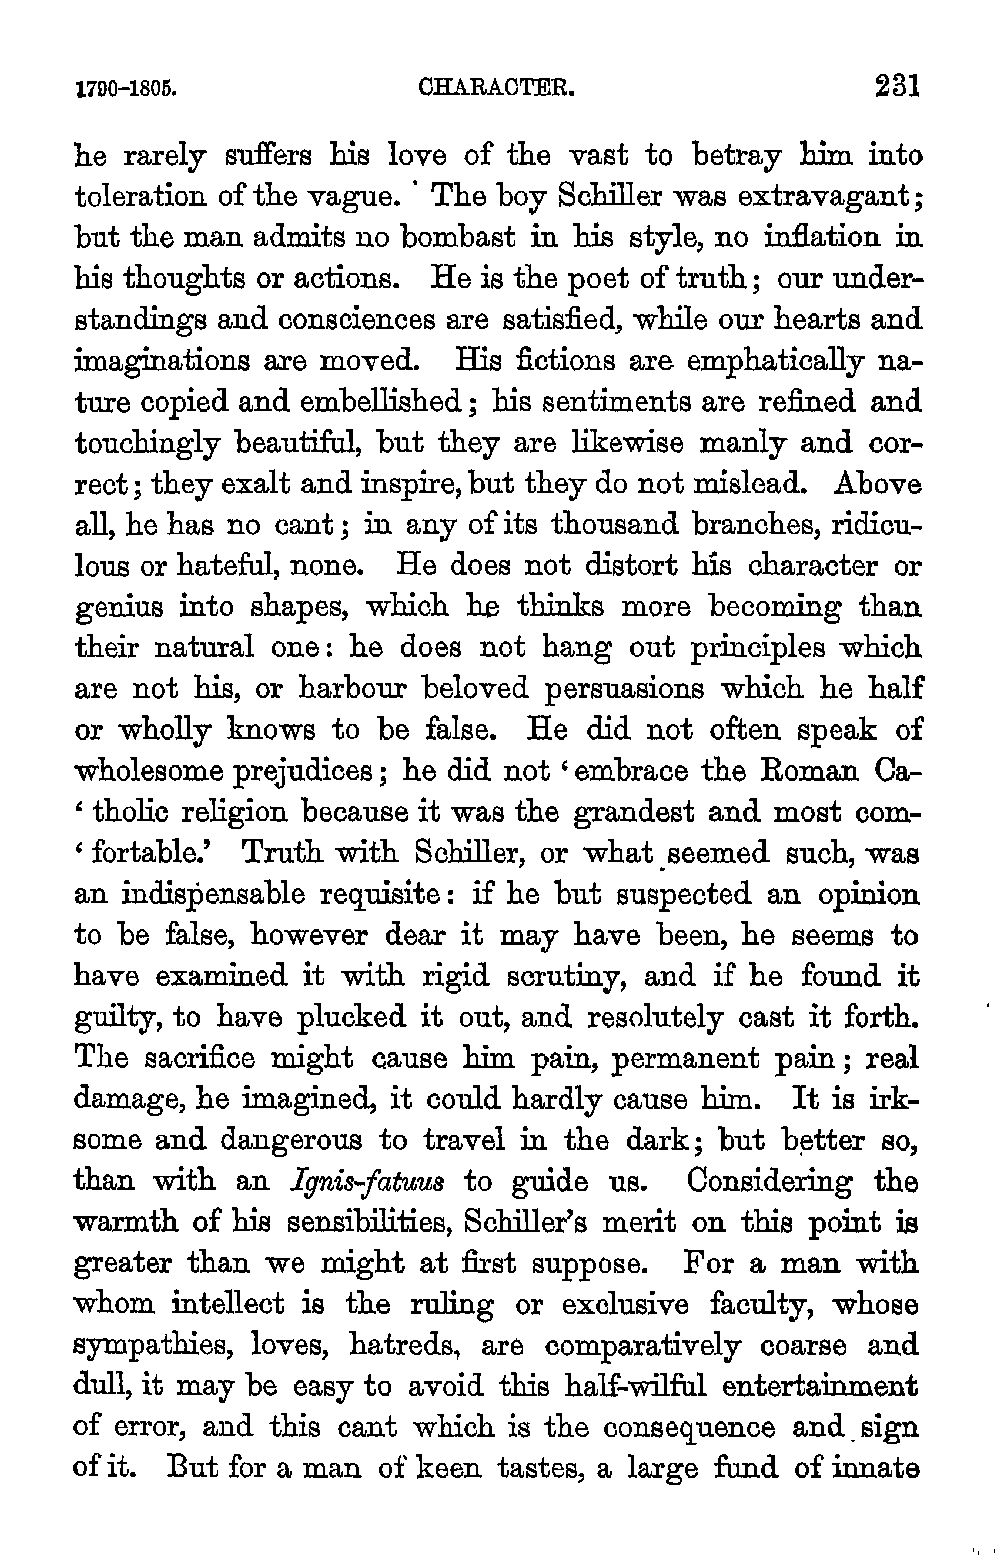 1790-1805. CHARACTER. 231
he rarely suffers his love of the vast to betray him into
toleration of the vague. The boy Schiller was extravagant;
but the man admits no bombast in his style, no inflation in
his thoughts or actions. He is the poet of truth; our under-
standings and consciences are satisfied, while our hearts and
imaginations are moved. His fictions are emphatically na-
ture copied and embellished; his sentiments are refined and
touchingly beautiful, but they are likewise manly and cor-
rect; they exalt and inspire, but they do not mislead. Above
all, he has no cant; in any of its thousand branches, ridicu-
lous or hateful, none. He does not distort his character or
genius into shapes, which he thinks more becoming than
their natural one: he does not hang out principles which
are not his, or harbour beloved persuasions which he half
or wholly knows to be false. He did not often speak of
wholesome prejudices; he did not ‘embrace the Roman Ca-
‘tholic religion because it was the grandest and most com-
‘fortable.’ Truth with Schiller, or what seemed such, was
an indispensable requisite: if he but suspected an opinion
to be false, however dear it may have been, he seems to
have examined it with rigid scrutiny, and if he found it
guilty, to have plucked it out, and resolutely cast it forth.
The sacrifice might cause him pain, permanent pain; real
damage, he imagined, it could hardly cause him. It is irk-
some and dangerous to travel in the dark; but better so,
than with an Ignis-fatuus to guide us. Considering the
warmth of his sensibilities, Schiller’s merit on this point is
greater than we might at first suppose. For a man with
whom intellect is the ruling or exclusive faculty, whose
sympathies, loves, hatreds, are comparatively coarse and
dull, it may be easy to avoid this half-wilful entertainment
of error, and this cant which is the consequence and sign
of it. But for a man of keen tastes, a large fund of innate